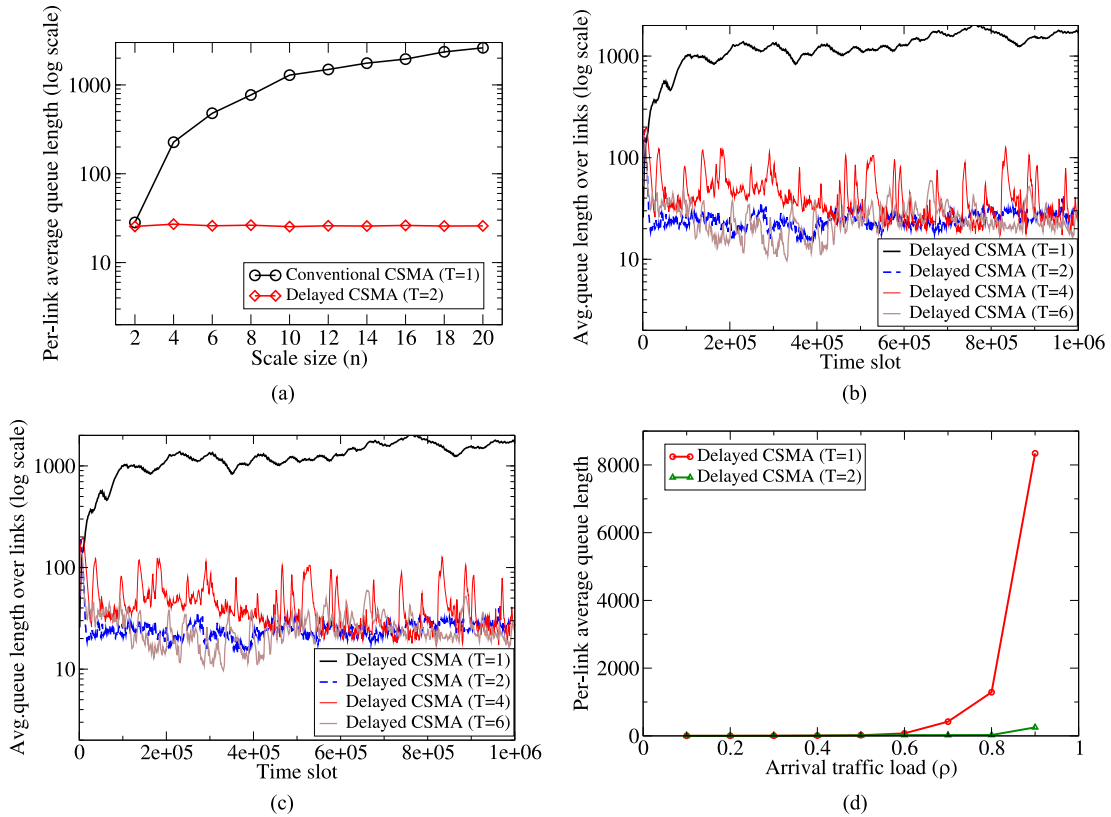 Per-link average queue length (log scale)
1000
100
10
2 4 6 8 10 12 14 16 18 20
Scale size (n)
Conventional CSMA (T=1)
Delayed CSMA (T=2)
(a)
Avg.queue length over links (log scale)
1000
100
10
0 2e+05 4e+05 6e+05 8e+05 1e+06
Time slot
Delayed CSMA (T=1)
Delayed CSMA (T=2)
Delayed CSMA (T=4)
Delayed CSMA (T=6)
(b)
Avg.queue length over links (log scale)
1000
100
10
0 2e+05 4e+05 6e+05 8e+05 1e+06
Time slot
Delayed CSMA (T=1)
Delayed CSMA (T=2)
Delayed CSMA (T=4)
Delayed CSMA (T=6)
(c)
Per-link average queue length
8000
6000
4000
2000
0
0 0.2 0.4 0.6 0.8 1
Arrival traffic load (ρ)
Delayed CSMA (T=1)
Delayed CSMA (T=2)
(d)